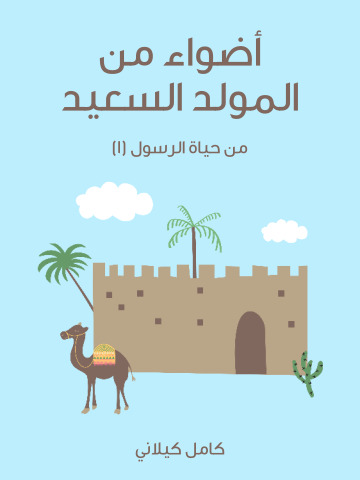 أضواء من
المولد السعيد
من حياة الرسول (١)
كامل كيلاني